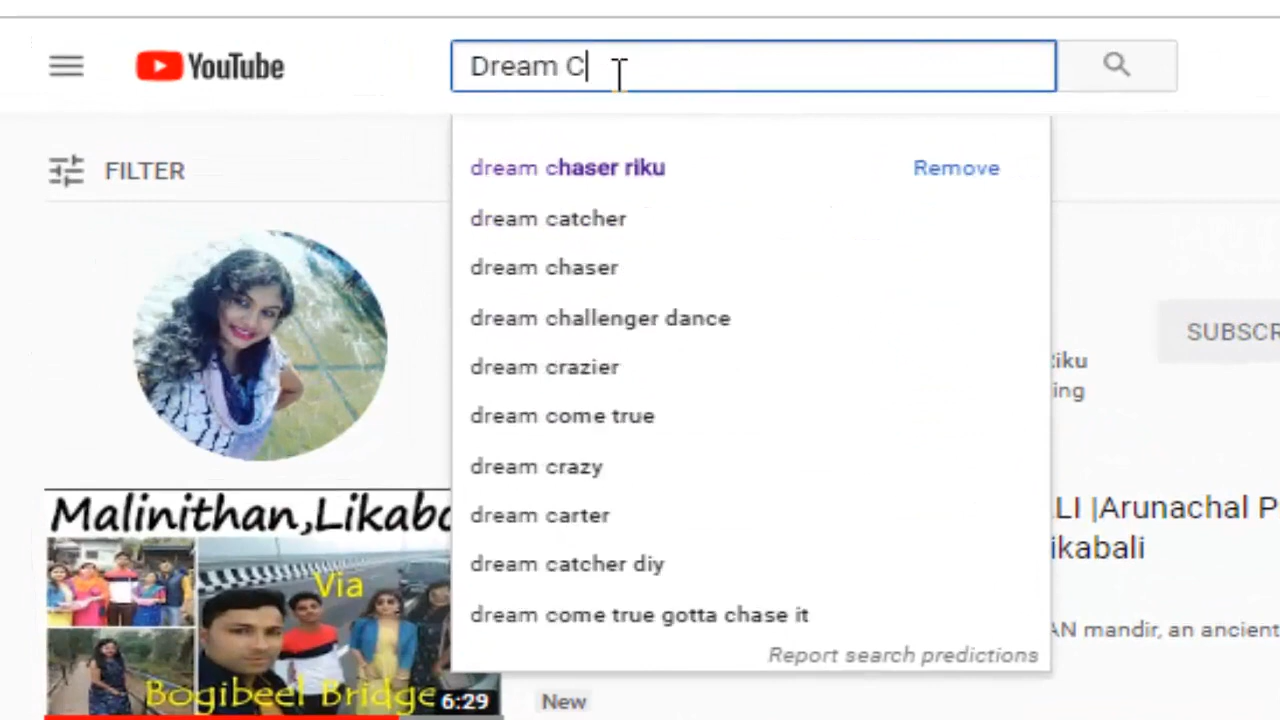 YouTube
Dream C
FILTER
dream chaser riku Remove
dream catcher
dream chaser
dream challenger dance
dream crazier
dream come true
dream crazy
dream carter
dream catcher diy
dream come true gotta chase it
Report search predictions
SUBSCR
iku
ing
Malinithan,Likabo
Via
Bogibeel Bridge
6:29
New
LI |Arunachal P
ikabali
AN mandir, an ancient